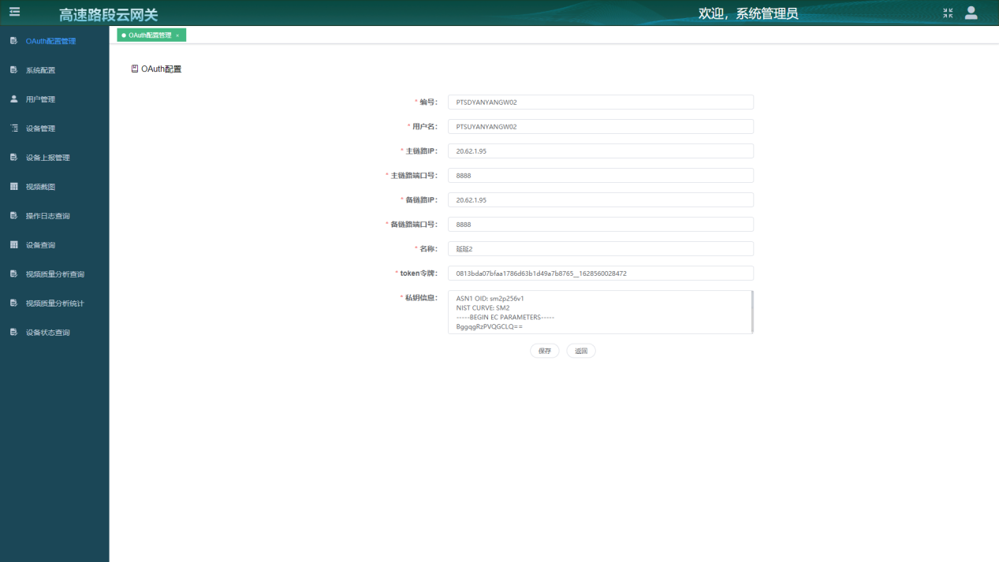 高速路段云网关
欢迎，系统管理员
OAuth配置管理
系统配置
用户管理
设备管理
设备上报管理
视频截图
操作日志查询
设备查询
视频质量分析查询
视频质量分析统计
设备状态查询
OAuth配置管理 ×
OAuth配置
* 编号： PTSDYANYANGW02
* 用户名： PTSUYANYANGW02
* 主链路IP： 20.62.1.95
* 主链路端口号： 8888
* 备链路IP： 20.62.1.95
* 备链路端口号： 8888
* 名称： 延延2
* token令牌： 0813bda07bfaa1786d63b1d49a7b8765__1628560028472
* 私钥信息： ASN1 OID: sm2p256v1
NIST CURVE: SM2
-----BEGIN EC PARAMETERS-----
BggqgRzPVQGCLQ==
保存 返回